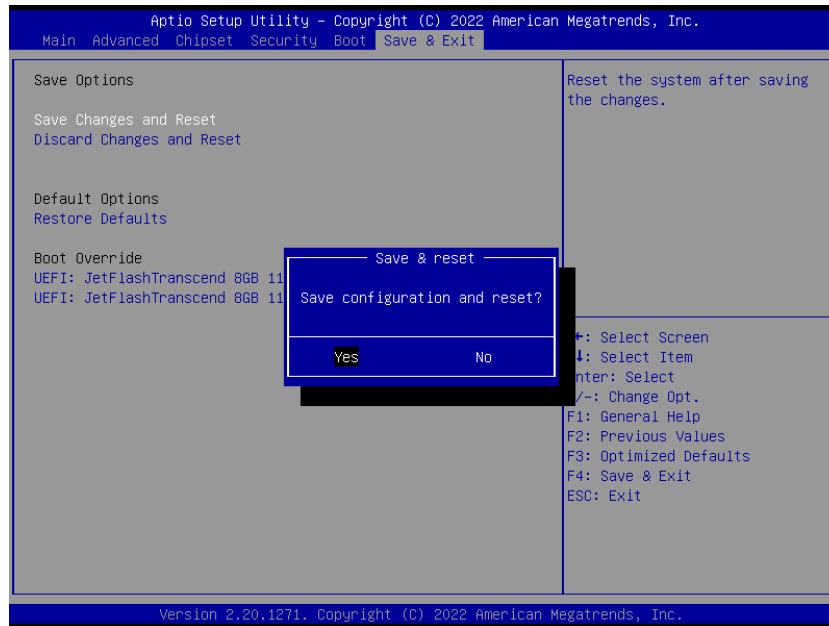 Aptio Setup Utility – Copyright (C) 2022 American Megatrends, Inc.
Main Advanced Chipset Security Boot Save & Exit
Save Options
Save Changes and Reset
Discard Changes and Reset
Default Options
Restore Defaults
Boot Override
UEFI: JetFlashTranscend 8GB 11
UEFI: JetFlashTranscend 8GB 11
Save & reset
Save configuration and reset?
Yes No
Reset the system after saving
the changes.
←: Select Screen
↓: Select Item
nter: Select
/-: Change Opt.
F1: General Help
F2: Previous Values
F3: Optimized Defaults
F4: Save & Exit
ESC: Exit
Version 2.20.1271. Copyright (C) 2022 American Megatrends, Inc.